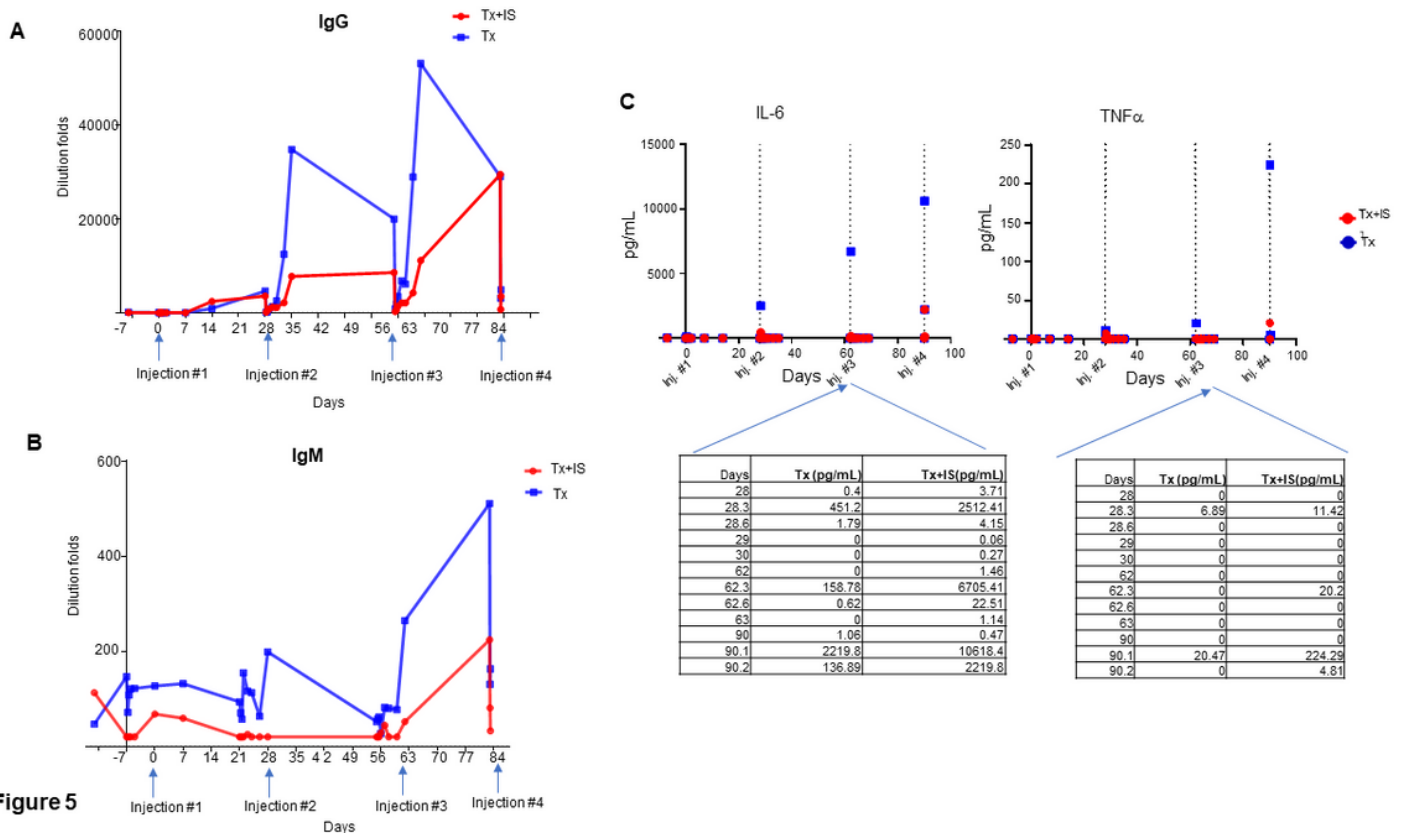 A
IgG
Tx+IS
Tx
60000
40000
20000
Dilution folds
-7 0 7 14 21 28 35 42 49 56 63 70 77 84
Injection #1 Injection #2 Injection #3 Injection #4
Days
B
IgM
Tx+IS
Tx
600
400
200
Dilution folds
-7 0 7 14 21 28 35 4 2 49 56 63 70 77 84
Injection #1 Injection #2 Injection #3 Injection #4
Days
Figure 5
C
IL-6
15000
10000
5000
pg/mL
0 20 40 60 80 100
Inj. #1 Inj. #2 Inj. #3 Inj. #4
Days
TNFα
250
200
150
100
50
pg/mL
0 20 40 60 80 100
Inj. #1 Inj. #2 Inj. #3 Inj. #4
Days
Tx+IS
Tx
Days Tx (pg/mL) Tx+IS(pg/mL)
28 0.4 3.71
28.3 451.2 2512.41
28.6 1.79 4.15
29 0 0.06
30 0 0.27
62 0 1.46
62.3 158.78 6705.41
62.6 0.62 22.51
63 0 1.14
90 1.06 0.47
90.1 2219.8 10618.4
90.2 136.89 2219.8
Days Tx (pg/mL) Tx+IS(pg/mL)
28 0 0
28.3 6.89 11.42
28.6 0 0
29 0 0
30 0 0
62 0 0
62.3 0 20.2
62.6 0 0
63 0 0
90 0 0
90.1 20.47 224.29
90.2 0 4.81